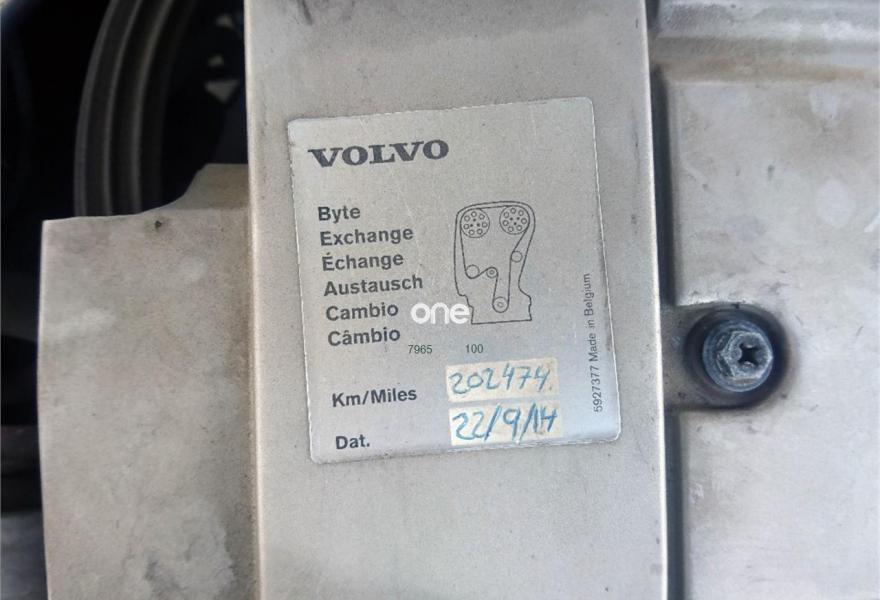 VOLVO
Byte
Exchange
Échange
Austausch
Cambio
Câmbio
one
7965 100
Km/Miles 202474
Dat. 22/9/14
5927377 Made in Belgium